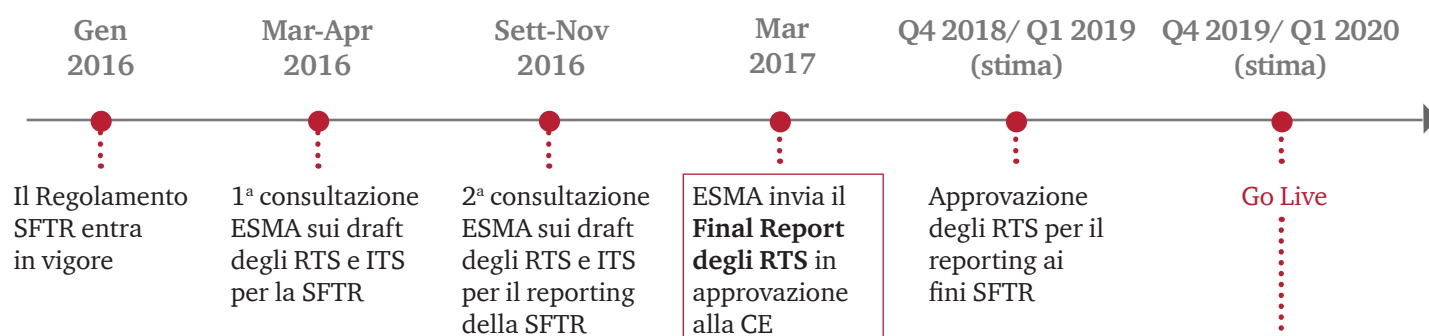 Gen
2016
Mar-Apr
2016
Sett-Nov
2016
Mar
2017
Q4 2018/ Q1 2019
(stima)
Q4 2019/ Q1 2020
(stima)
Il Regolamento
SFTR entra
in vigore
1ª consultazione
ESMA sui draft
degli RTS e ITS
per la SFTR
2ª consultazione
ESMA sui draft
degli RTS e ITS
per il reporting
della SFTR
ESMA invia il
Final Report
degli RTS in
approvazione
alla CE
Approvazione
degli RTS per il
reporting ai
fini SFTR
Go Live